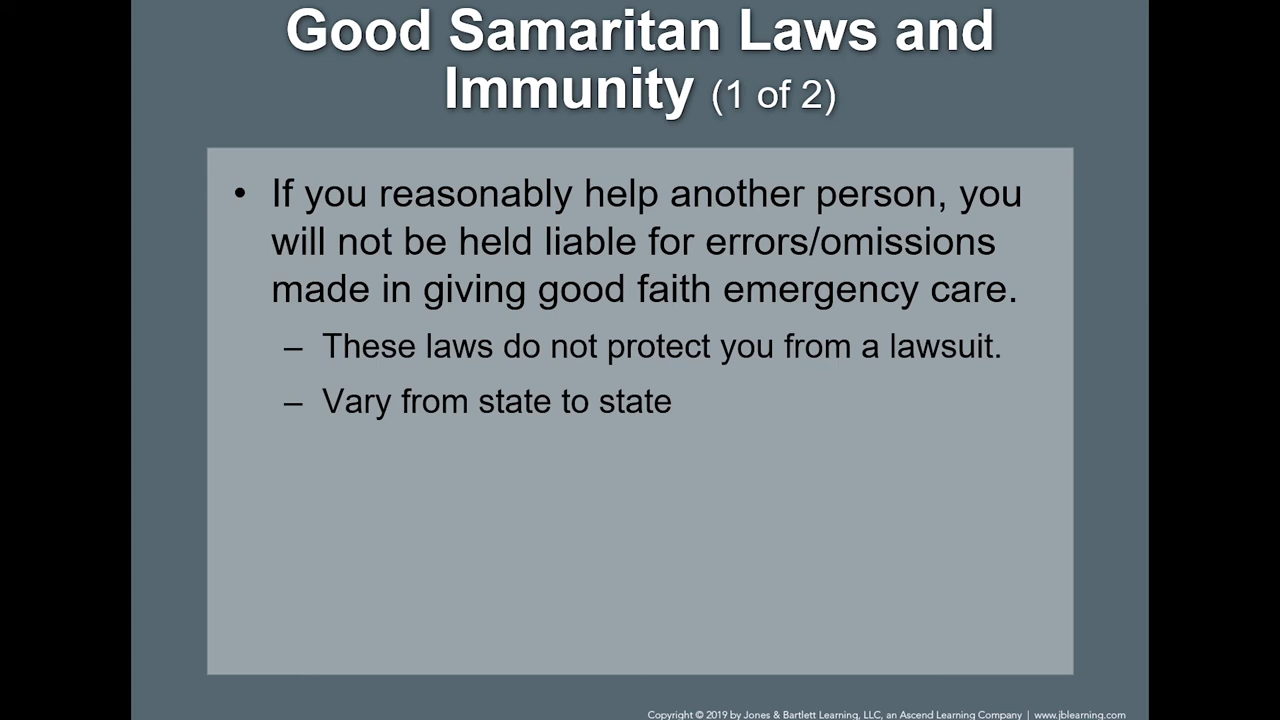 Good Samaritan Laws and
Immunity (1 of 2)
• If you reasonably help another person, you
will not be held liable for errors/omissions
made in giving good faith emergency care.
– These laws do not protect you from a lawsuit.
– Vary from state to state
Copyright © 2019 by Jones & Bartlett Learning, LLC, an Ascend Learning Company | www.jblearning.com